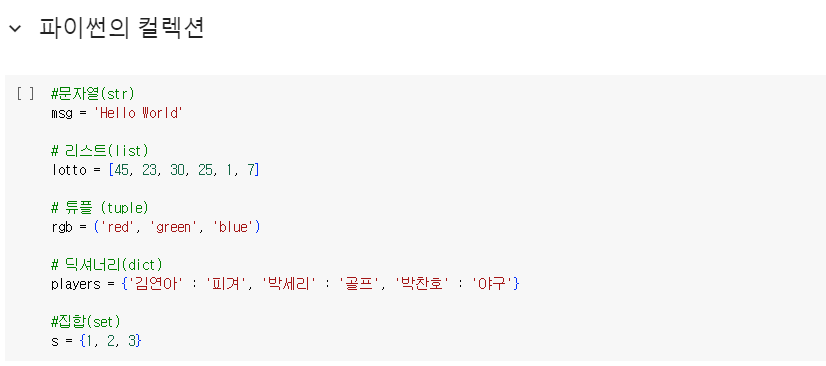 파이썬의 컬렉션
[ ] #문자열(str)
msg = 'Hello World'
# 리스트(list)
lotto = [45, 23, 30, 25, 1, 7]
# 튜플 (tuple)
rgb = ('red', 'green', 'blue')
# 딕셔너리(dict)
players = {'김연아' : '피겨', '박세리' : '골프', '박찬호' : '야구'}
#집합(set)
s = {1, 2, 3}